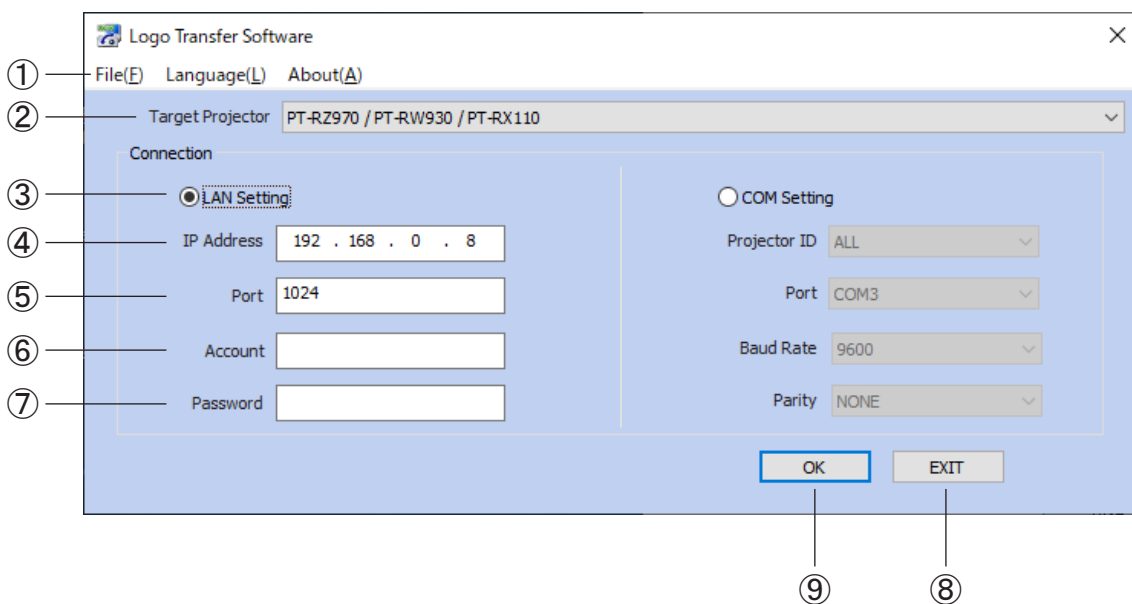 Logo Transfer Software
① File(F) Language(L) About(A)
② Target Projector PT-RZ970 / PT-RW930 / PT-RX110
Connection
③ LAN Setting COM Setting
④ IP Address 192 . 168 . 0 . 8 Projector ID ALL
⑤ Port 1024 Port COM3
⑥ Account Baud Rate 9600
⑦ Password Parity NONE
OK EXIT
⑨ ⑧